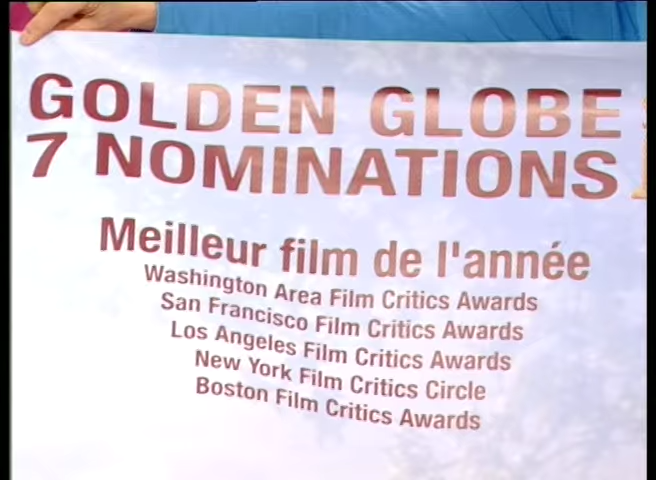 GOLDEN GLOBE
7 NOMINATIONS
Meilleur film de l'année
Washington Area Film Critics Awards
San Francisco Film Critics Awards
Los Angeles Film Critics Awards
New York Film Critics Circle
Boston Film Critics Awards